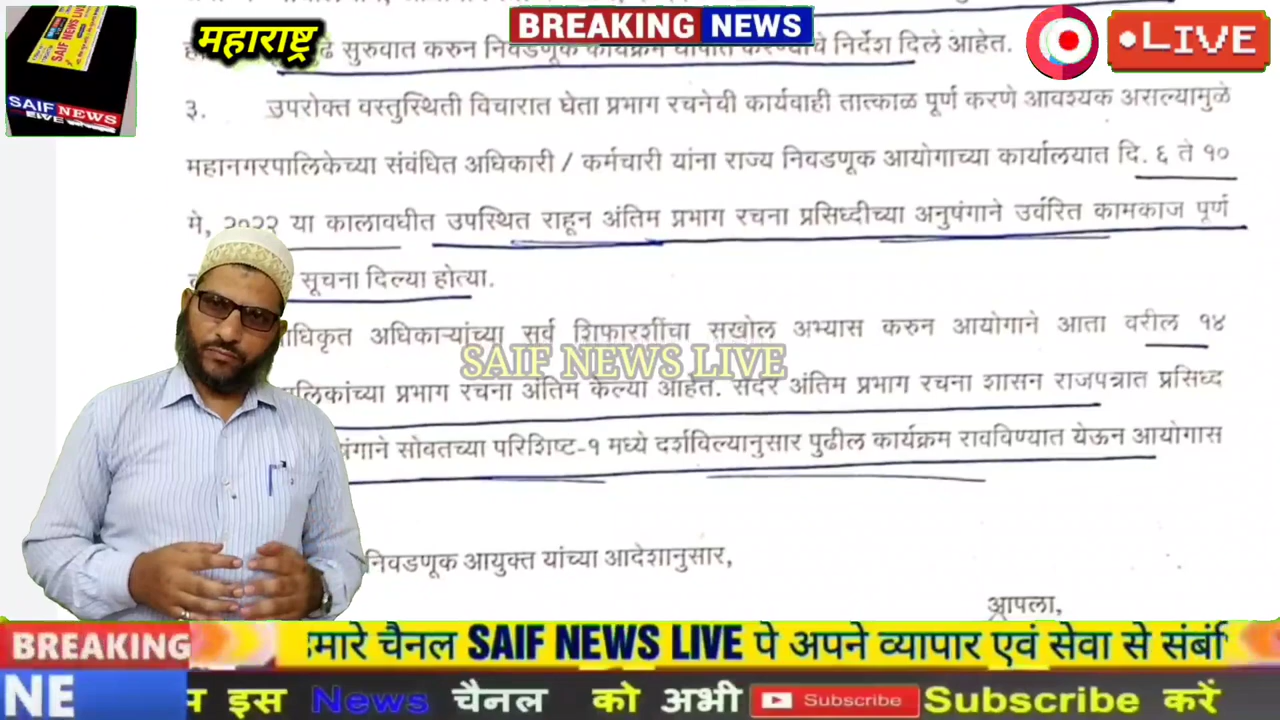 BREAKING NEWS
महाराष्ट्र
LIVE
SAIF NEWS LIVE
SAIF NEWS
LIVE
सुरुवात करुन निवडणूक कार्यक्रम निर्देश दिले आहेत.
३. उपरोक्त वस्तुस्थिती विचारात घेता प्रभाग रचनेची कार्यवाही तात्काळ पूर्ण करणे आवश्यक असल्यामुळे
महानगरपालिकेच्या संबंधित अधिकारी / कर्मचारी यांना राज्य निवडणूक आयोगाच्या कार्यालयात दि. ६ ते १०
मे, २०२२ या कालावधीत उपस्थित राहून अंतिम प्रभाग रचना प्रसिध्दीच्या अनुषंगाने उर्वरित कामकाज पूर्ण
सूचना दिल्या होत्या.
ाधिकृत अधिकाऱ्यांच्या सर्व शिफारशींचा सखोल अभ्यास करुन आयोगाने आता वरील १४
SAIF NEWS LIVE
पालिकांच्या प्रभाग रचना अंतिम केल्या आहेत. सदर अंतिम प्रभाग रचना शासन राजपत्रात प्रसिध्द
षंगाने सोबतच्या परिशिष्ट-१ मध्ये दर्शविल्यानुसार पुढील कार्यक्रम राबविण्यात येऊन आयोगास
निवडणूक आयुक्त यांच्या आदेशानुसार,
आपला,
BREAKING हमारे चैनल SAIF NEWS LIVE पे अपने व्यापार एवं सेवा से संबंि
NE इस News चैनल को अभी Subscribe Subscribe करें